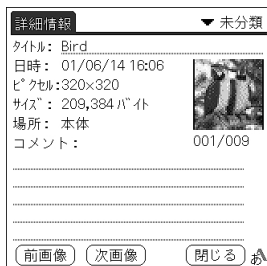 詳細情報 ▼ 未分類
ﾀｲﾄﾙ： Bird
日時： 01/06/14 16:06
ﾋﾟｸｾﾙ:320×320
ｻｲｽﾞ： 209,384 ﾊﾞｲﾄ
場所： 本体
コメント： 001/009
前画像 次画像 閉じる あA